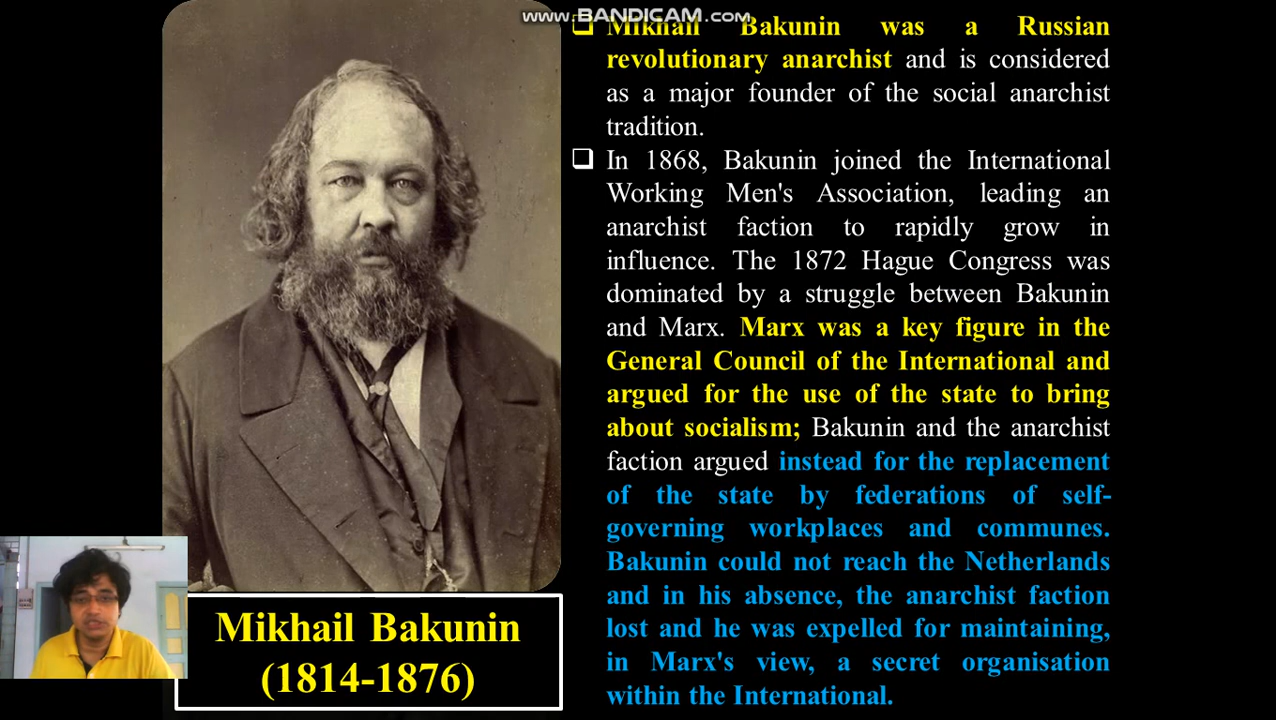 www.BANDICAM.com
Mikhail Bakunin was a Russian
revolutionary anarchist and is considered
as a major founder of the social anarchist
tradition.
In 1868, Bakunin joined the International
Working Men's Association, leading an
anarchist faction to rapidly grow in
influence. The 1872 Hague Congress was
dominated by a struggle between Bakunin
and Marx. Marx was a key figure in the
General Council of the International and
argued for the use of the state to bring
about socialism; Bakunin and the anarchist
faction argued instead for the replacement
of the state by federations of self-
governing workplaces and communes.
Bakunin could not reach the Netherlands
and in his absence, the anarchist faction
lost and he was expelled for maintaining,
in Marx's view, a secret organisation
within the International.
Mikhail Bakunin
(1814-1876)